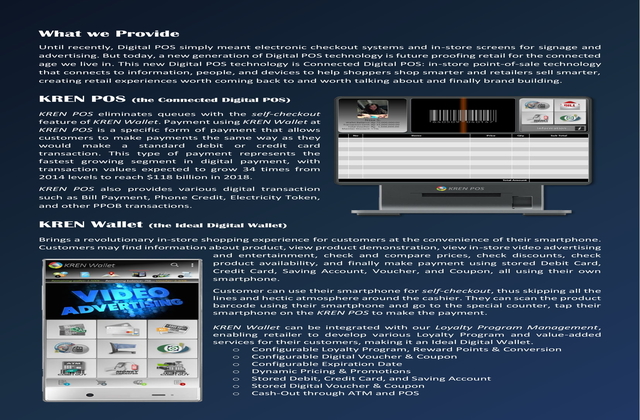 What we Provide
Until recently, Digital POS simply meant electronic checkout systems and in-store screens for signage and
advertising. But today, a new generation of Digital POS technology is future proofing retail for the connected
age we live in. This new Digital POS technology is Connected Digital POS: in-store point-of-sale technology
that connects to information, people, and devices to help shoppers shop smarter and retailers sell smarter,
creating retail experiences worth coming back to and worth talking about and finally brand building.
KREN POS (the Connected Digital POS)
KREN POS eliminates queues with the self-checkout
feature of KREN Wallet. Payment using KREN Wallet at
KREN POS is a specific form of payment that allows
customers to make payments the same way as they
would make a standard debit or credit card
transaction. This type of payment represents the
fastest growing segment in digital payment, with
transaction values expected to grow 34 times from
2014 levels to reach $118 billion in 2018.
KREN POS also provides various digital transaction
such as Bill Payment, Phone Credit, Electricity Token,
and other PPOB transactions.
KREN POS
KREN Wallet (the Ideal Digital Wallet)
Brings a revolutionary in-store shopping experience for customers at the convenience of their smartphone.
Customers may find information about product, view product demonstration, view in-store video advertising
and entertainment, check and compare prices, check discounts, check
product availability, and finally make payment using stored Debit Card,
Credit Card, Saving Account, Voucher, and Coupon, all using their own
smartphone.
KREN Wallet
VIDEO
ADVERTISING
Customer can use their smartphone for self-checkout, thus skipping all the
lines and hectic atmosphere around the cashier. They can scan the product
barcode using their smartphone and go to the special counter, tap their
smartphone on the KREN POS to make the payment.
KREN Wallet can be integrated with our Loyalty Program Management,
enabling retailer to develop various Loyalty Program and value-added
services for their customers, making it an Ideal Digital Wallet.
o Configurable Loyalty Program, Reward Points & Conversion
o Configurable Digital Voucher & Coupon
o Configurable Expiration Date
o Dynamic Pricing & Promotions
o Stored Debit, Credit Card, and Saving Account
o Stored Digital Voucher & Coupon
o Cash-Out through ATM and POS